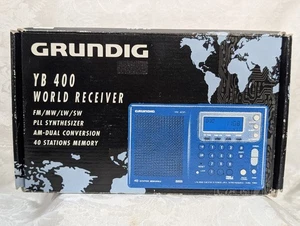 GRUNDIG
YB 400
WORLD RECEIVER
FM/MW/LW/SW
PLL SYNTHESIZER
AM-DUAL CONVERSION
40 STATIONS MEMORY
GRUNDIG